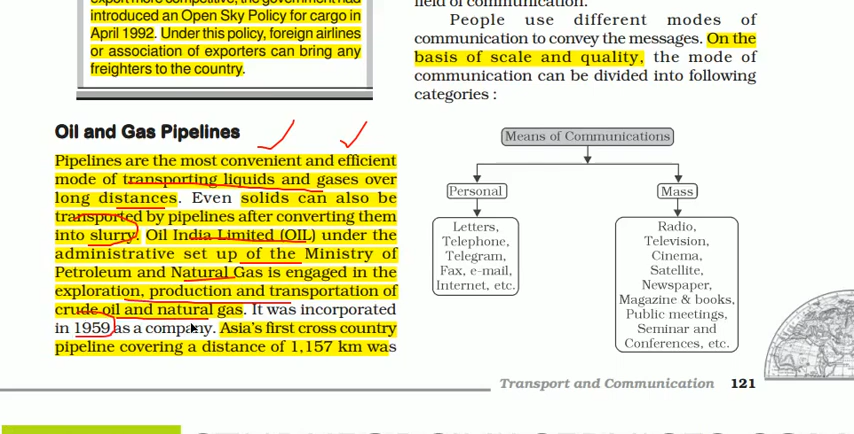 export more competitive, the government had
introduced an Open Sky Policy for cargo in
April 1992. Under this policy, foreign airlines
or association of exporters can bring any
freighters to the country.
Oil and Gas Pipelines
Pipelines are the most convenient and efficient
mode of transporting liquids and gases over
long distances. Even solids can also be
transported by pipelines after converting them
into slurry. Oil India Limited (OIL) under the
administrative set up of the Ministry of
Petroleum and Natural Gas is engaged in the
exploration, production and transportation of
crude oil and natural gas. It was incorporated
in 1959 as a company. Asia's first cross country
pipeline covering a distance of 1,157 km was
field of communication.
People use different modes of
communication to convey the messages. On the
basis of scale and quality, the mode of
communication can be divided into following
categories :
Means of Communications
Personal
Letters,
Telephone,
Telegram,
Fax, e-mail,
Internet, etc.
Mass
Radio,
Television,
Cinema,
Satellite,
Newspaper,
Magazine & books,
Public meetings,
Seminar and
Conferences, etc.
Transport and Communication 121